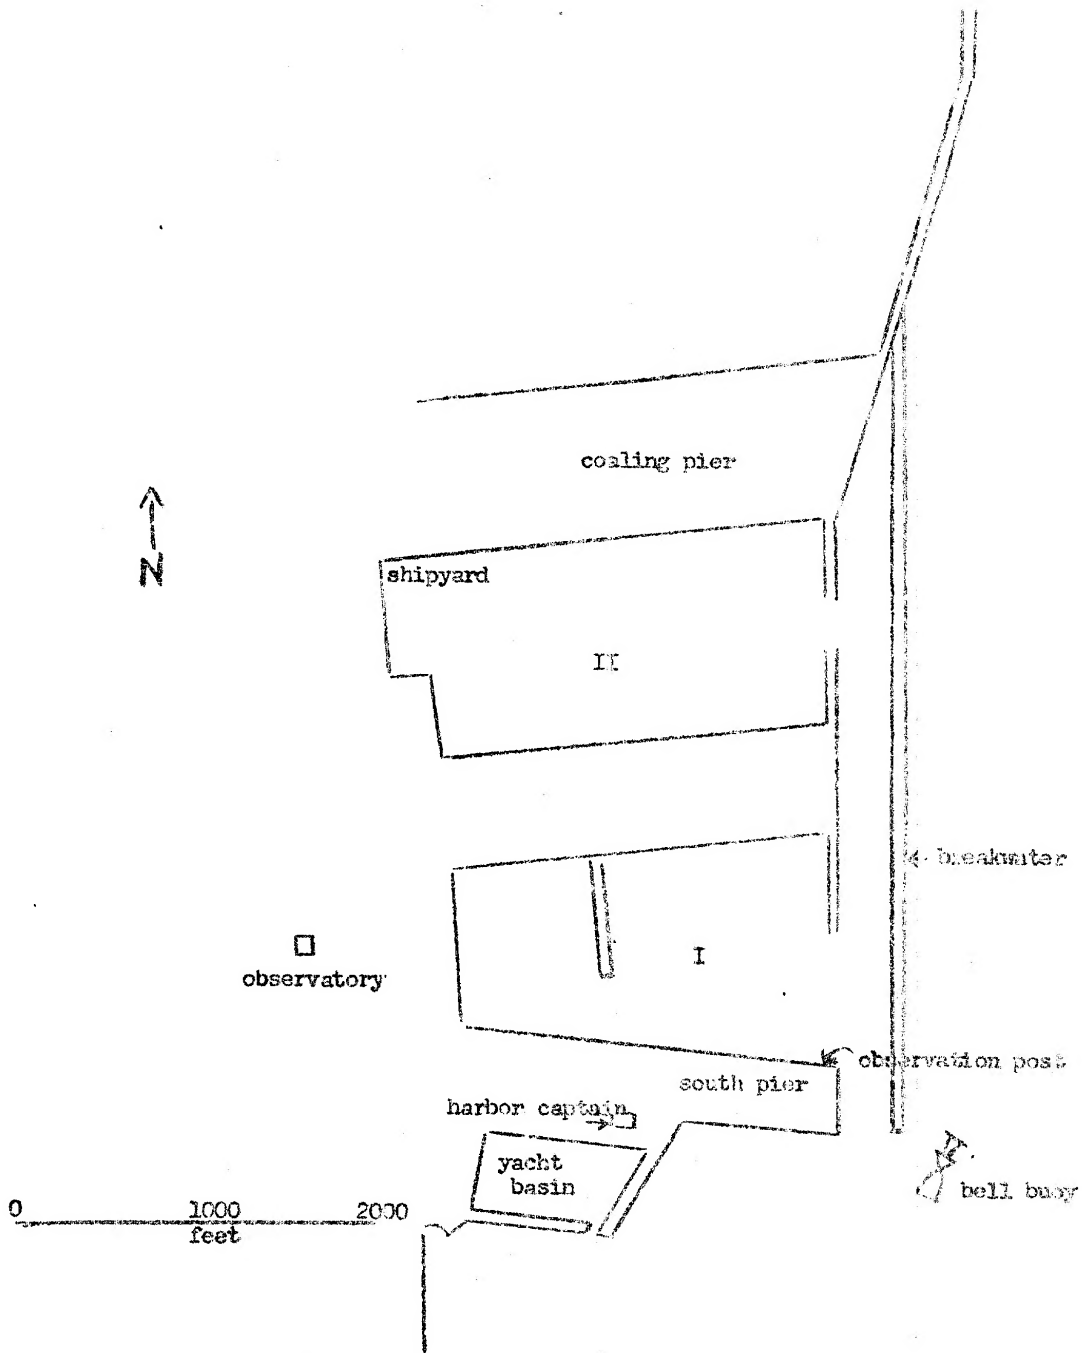 coaling pier
N
shipyard
II
breakwater
I
observatory
observation post
south pier
harbor captain
yacht
basin
bell buoy
0 1000 2000
feet